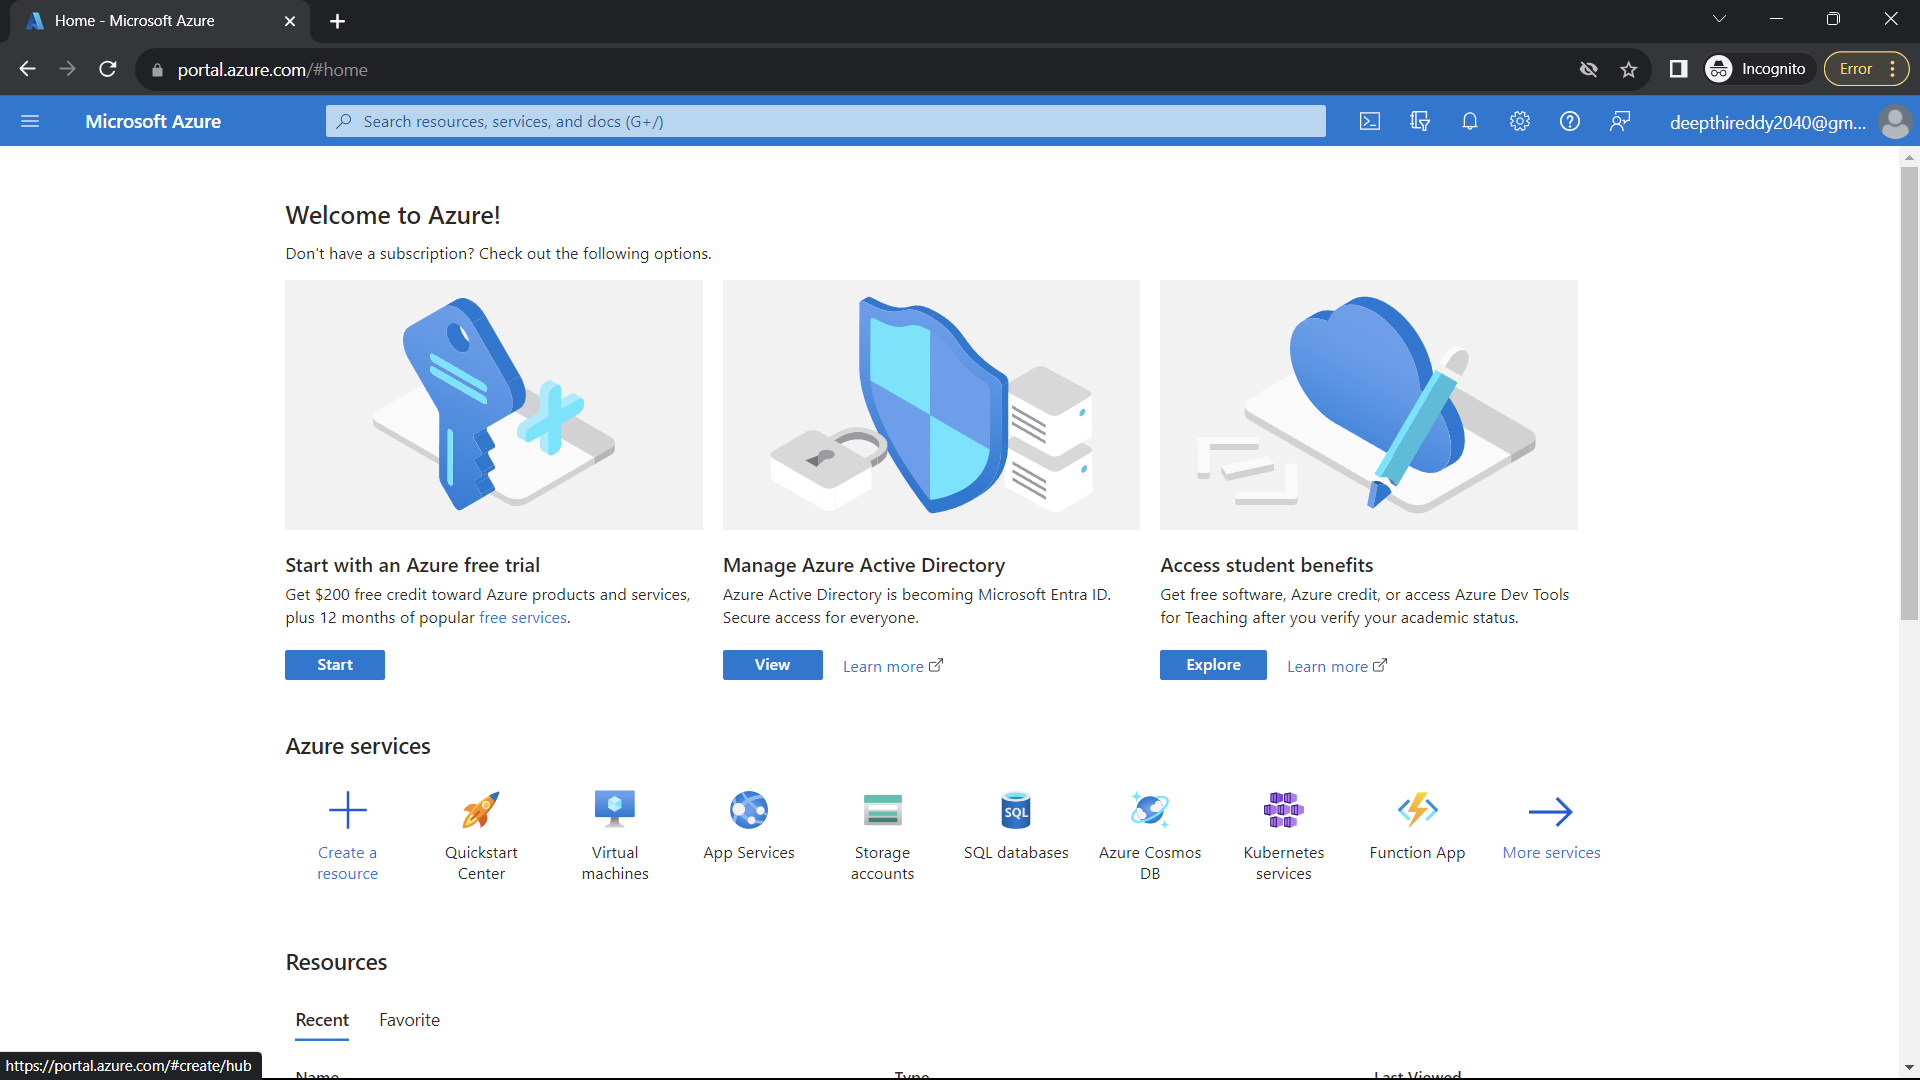 Home - Microsoft Azure
portal.azure.com/#home
Incognito
Error
Microsoft Azure
Search resources, services, and docs (G+/)
deepthireddy2040@gm...
Welcome to Azure!
Don't have a subscription? Check out the following options.
Start with an Azure free trial
Get $200 free credit toward Azure products and services,
plus 12 months of popular free services.
Start
Manage Azure Active Directory
Azure Active Directory is becoming Microsoft Entra ID.
Secure access for everyone.
View
Learn more
Access student benefits
Get free software, Azure credit, or access Azure Dev Tools
for Teaching after you verify your academic status.
Explore
Learn more
Azure services
Create a
resource
Quickstart
Center
Virtual
machines
App Services
Storage
accounts
SQL
SQL databases
Azure Cosmos
DB
Kubernetes
services
Function App
More services
Resources
Recent
Favorite
Name
Type
Last Viewed
https://portal.azure.com/#create/hub